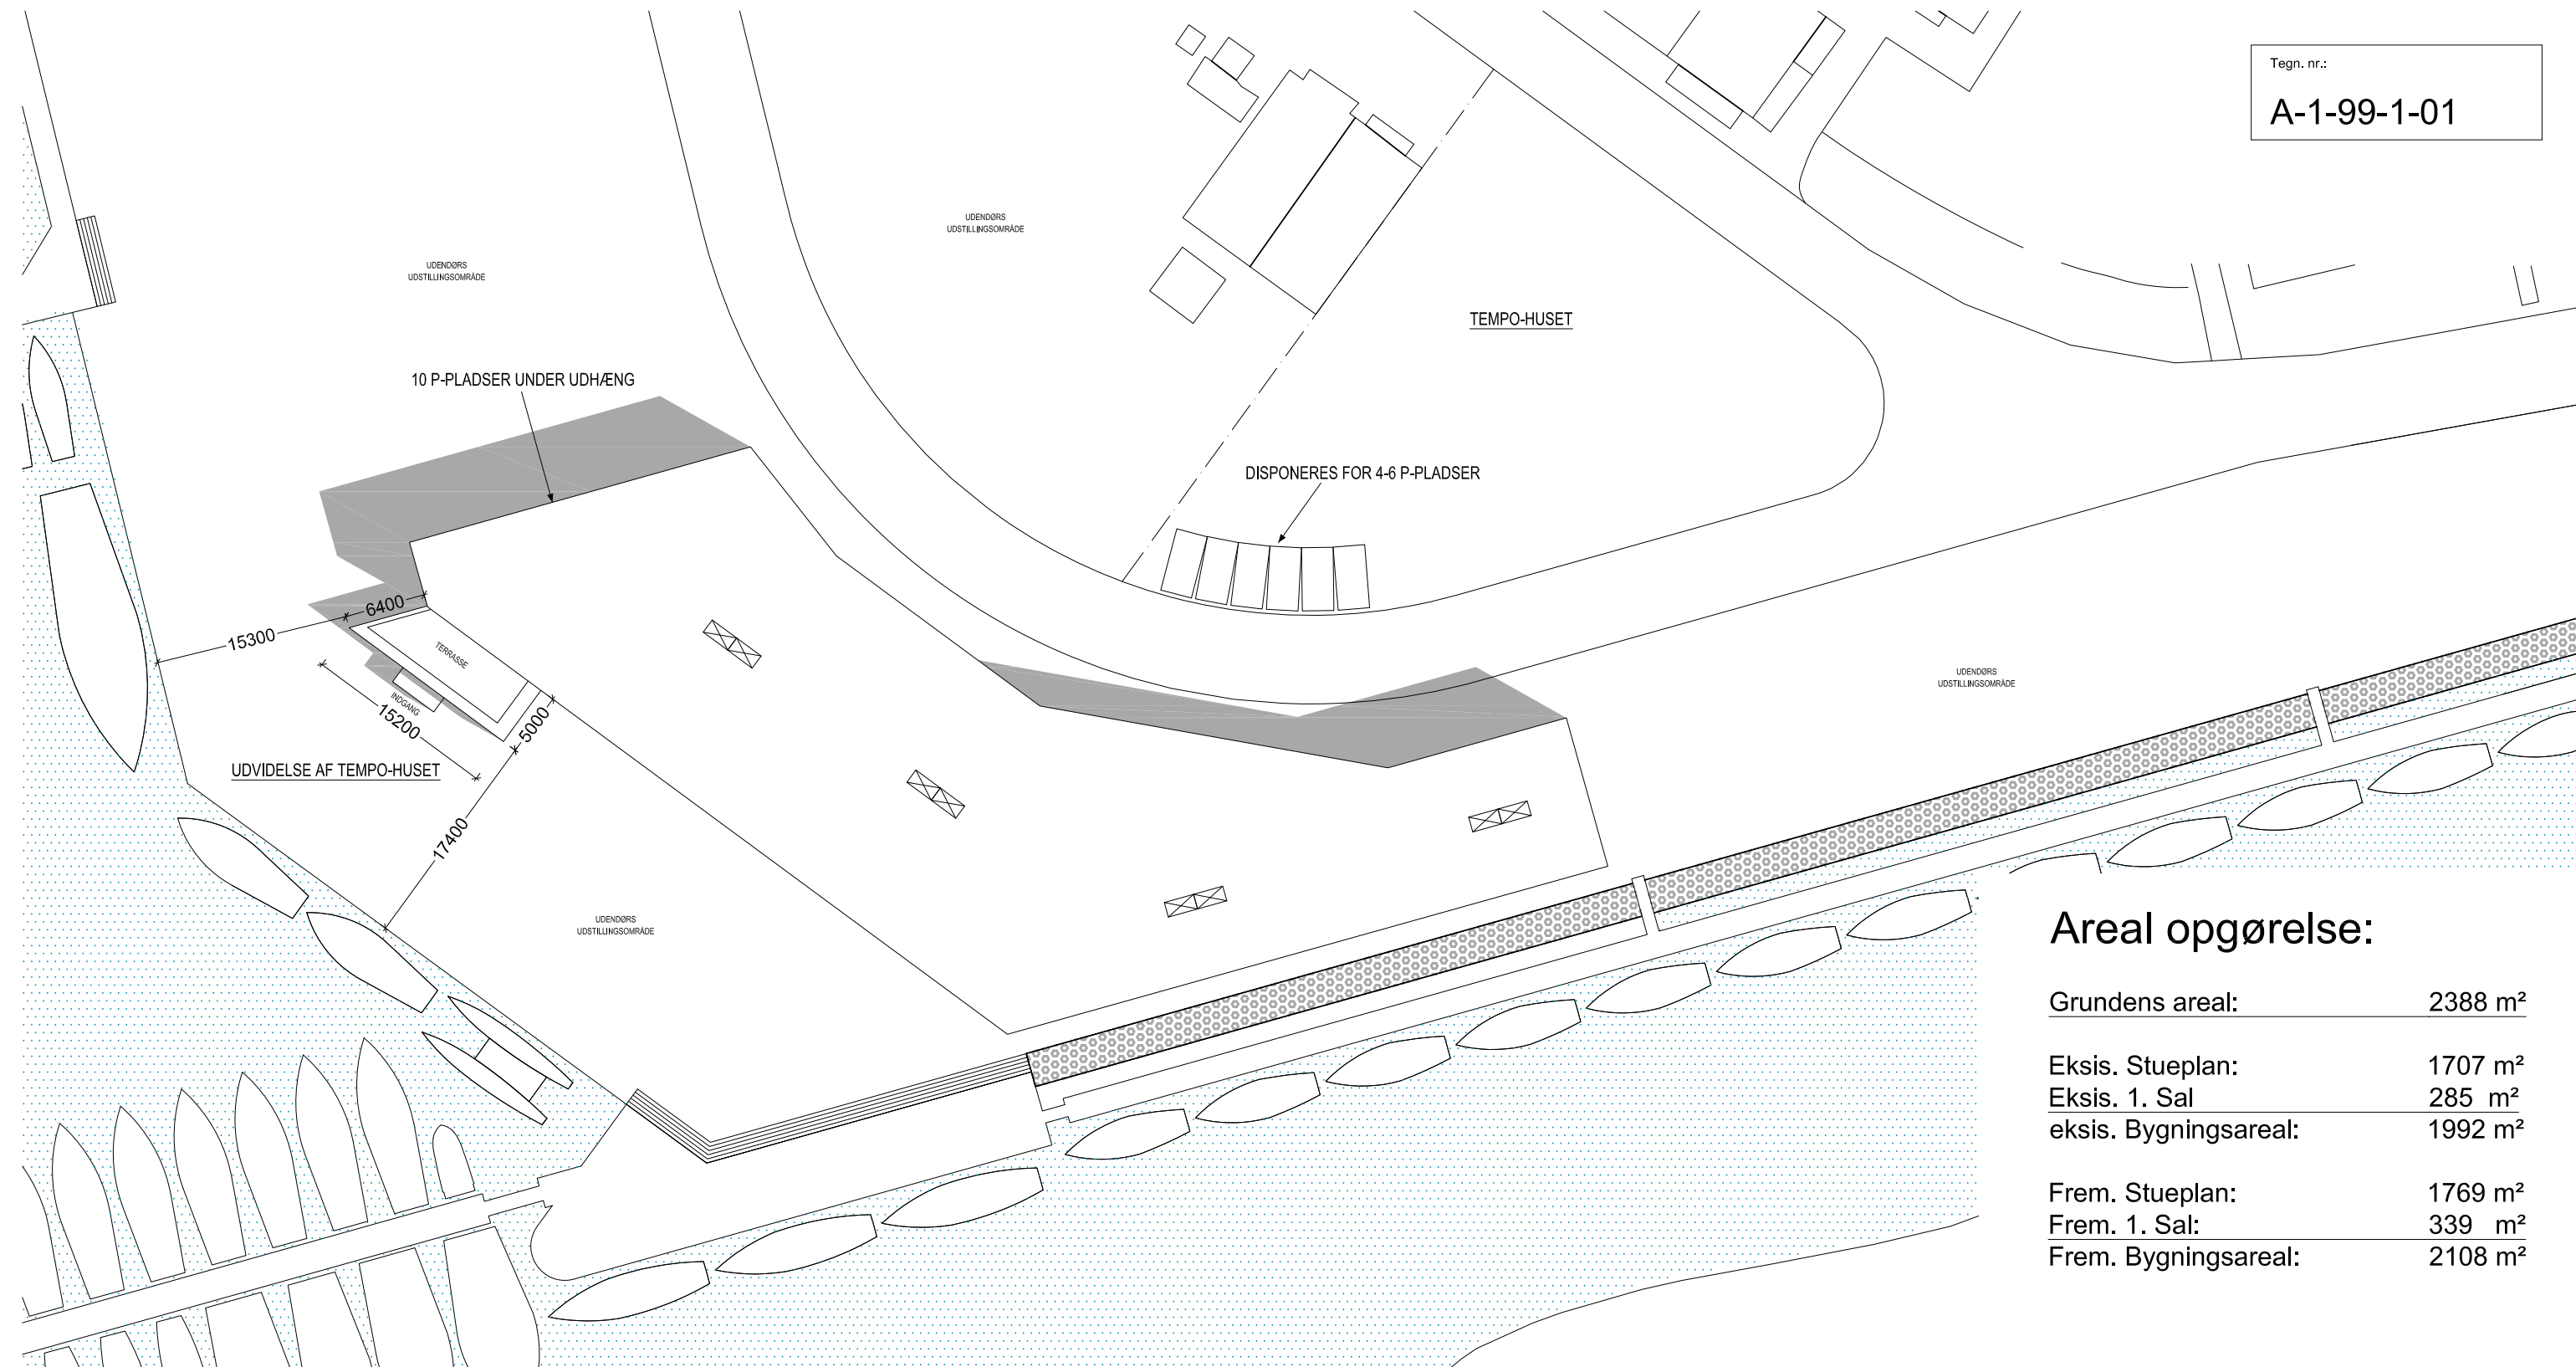 Tegn. nr.:
A-1-99-1-01
UDENDØRS
UDSTILLINGSOMRÅDE
UDENDØRS
UDSTILLINGSOMRÅDE
TEMPO-HUSET
10 P-PLADSER UNDER UDHÆNG
DISPONERES FOR 4-6 P-PLADSER
6400
15300
TERRASSE
INDGANG
15200
5000
UDVIDELSE AF TEMPO-HUSET
17400
UDENDØRS
UDSTILLINGSOMRÅDE
UDENDØRS
UDSTILLINGSOMRÅDE
Areal opgørelse:
Grundens areal: 2388 m²
Eksis. Stueplan: 1707 m²
Eksis. 1. Sal 285 m²
eksis. Bygningsareal: 1992 m²
Frem. Stueplan: 1769 m²
Frem. 1. Sal: 339 m²
Frem. Bygningsareal: 2108 m²